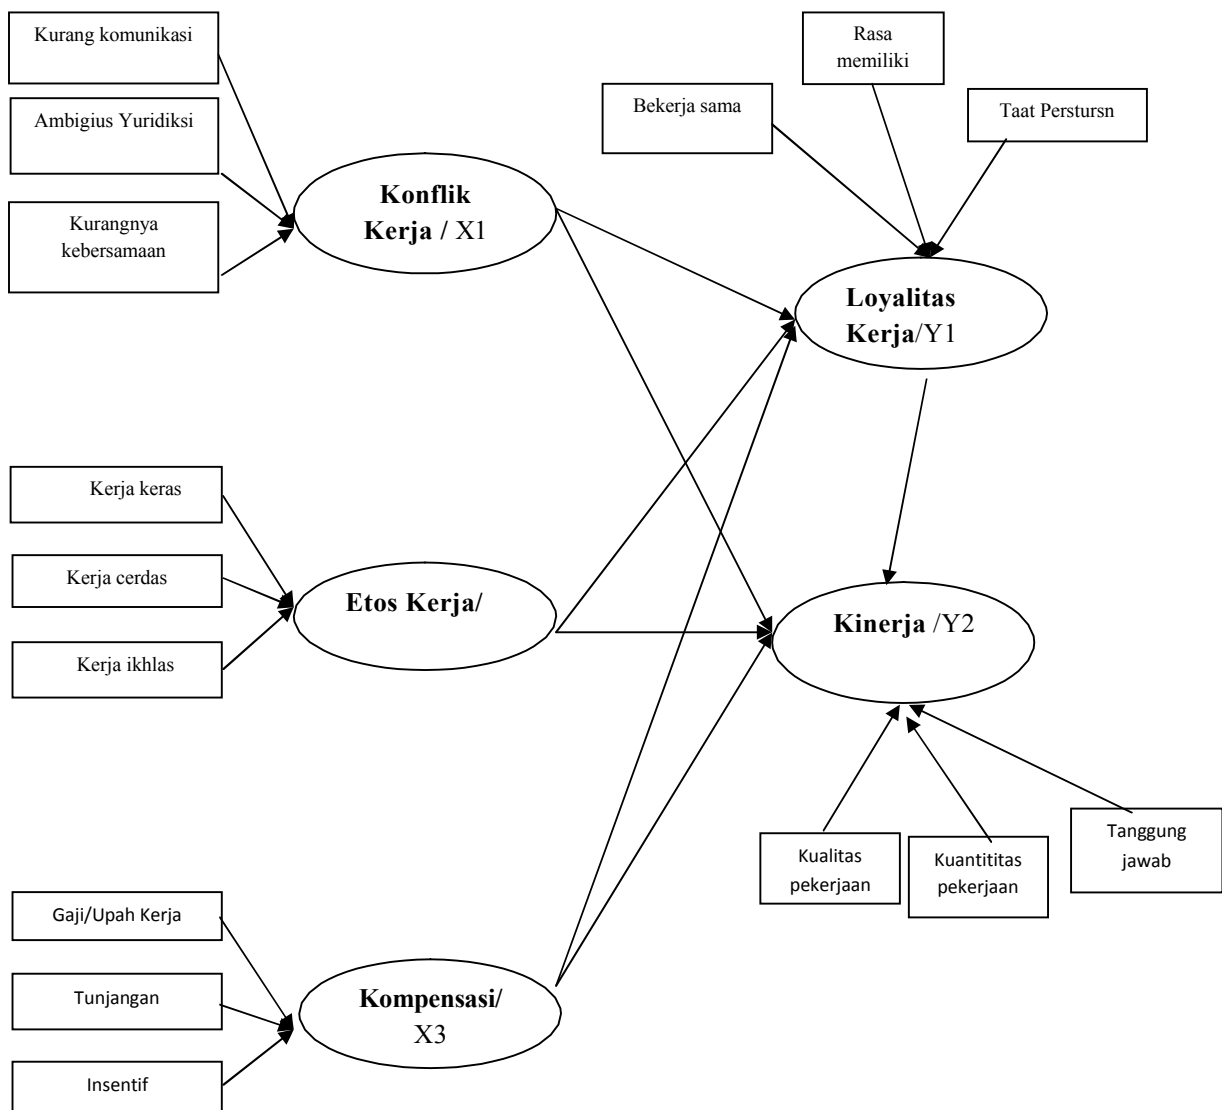 Kurang komunikasi
Ambigius Yuridiksi
Kurangnya
kebersamaan
Konflik
Kerja / X1
Bekerja sama
Rasa
memiliki
Taat Perstursn
Loyalitas
Kerja/Y1
Kerja keras
Kerja cerdas
Kerja ikhlas
Etos Kerja/
Kinerja /Y2
Kualitas
pekerjaan
Kuantititas
pekerjaan
Tanggung
jawab
Gaji/Upah Kerja
Tunjangan
Insentif
Kompensasi/
X3